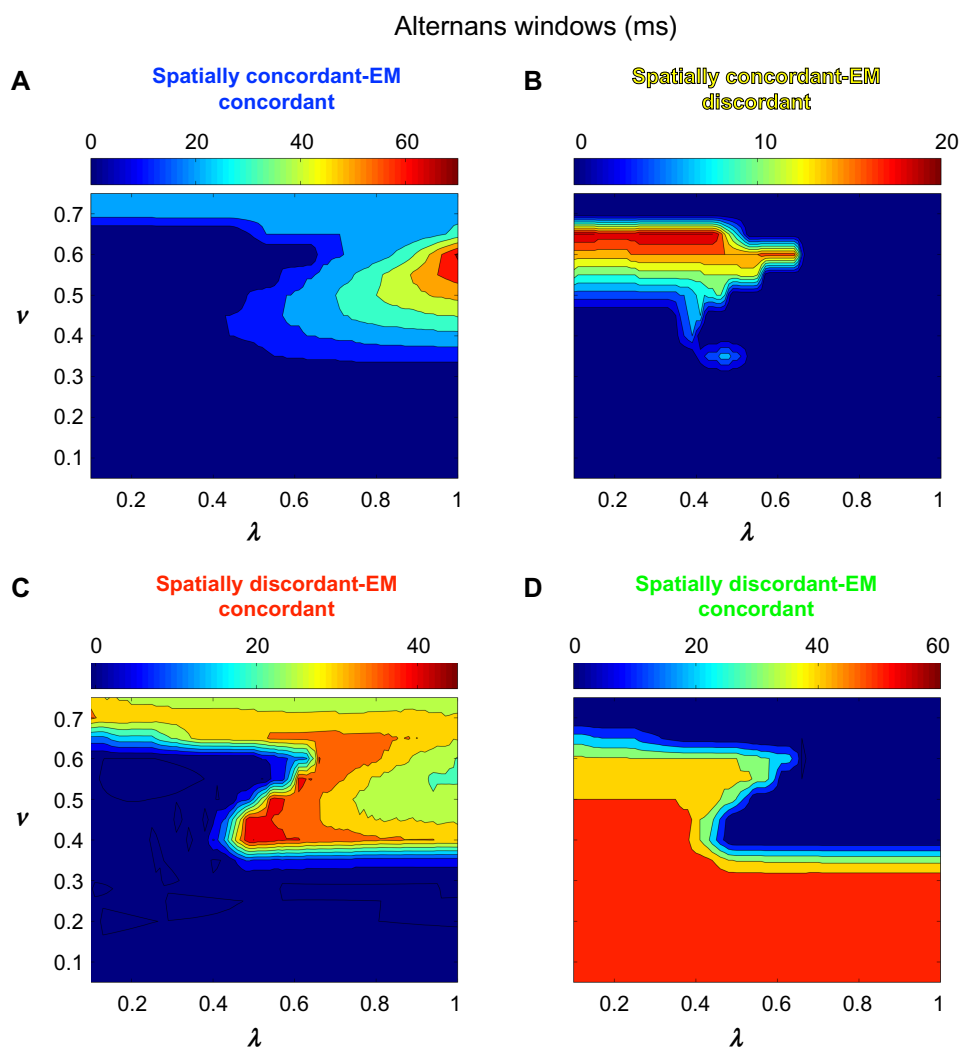 Alternans windows (ms)
A
Spatially concordant-EM
concordant
0 20 40 60
0.7
0.6
0.5
0.4
0.3
0.2
0.1
ν
0.2 0.4 0.6 0.8 1
λ
B
Spatially concordant-EM
discordant
0 10 20
0.2 0.4 0.6 0.8 1
λ
C
Spatially discordant-EM
concordant
0 20 40
0.7
0.6
0.5
0.4
0.3
0.2
0.1
ν
0.2 0.4 0.6 0.8 1
λ
D
Spatially discordant-EM
concordant
0 20 40 60
0.2 0.4 0.6 0.8 1
λ